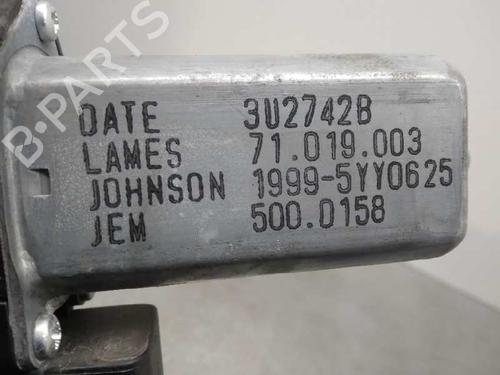 DATE 3U2742B
LAMES 71.019.003
JOHNSON 1999-5YY0625
JEM 500.0158
B-PARTS